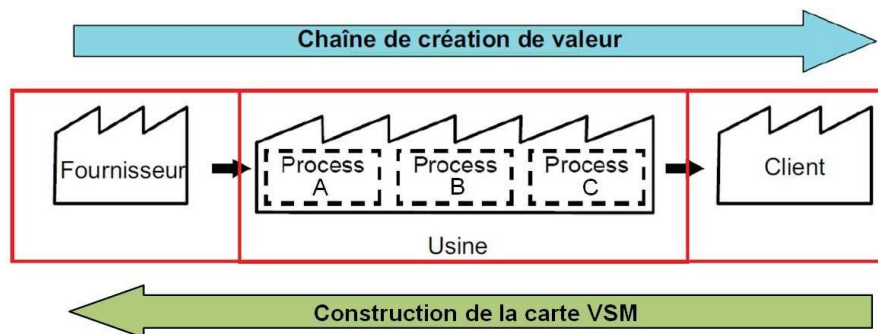 Chaîne de création de valeur
Fournisseur
Process
A
Process
B
Process
C
Client
Usine
Construction de la carte VSM